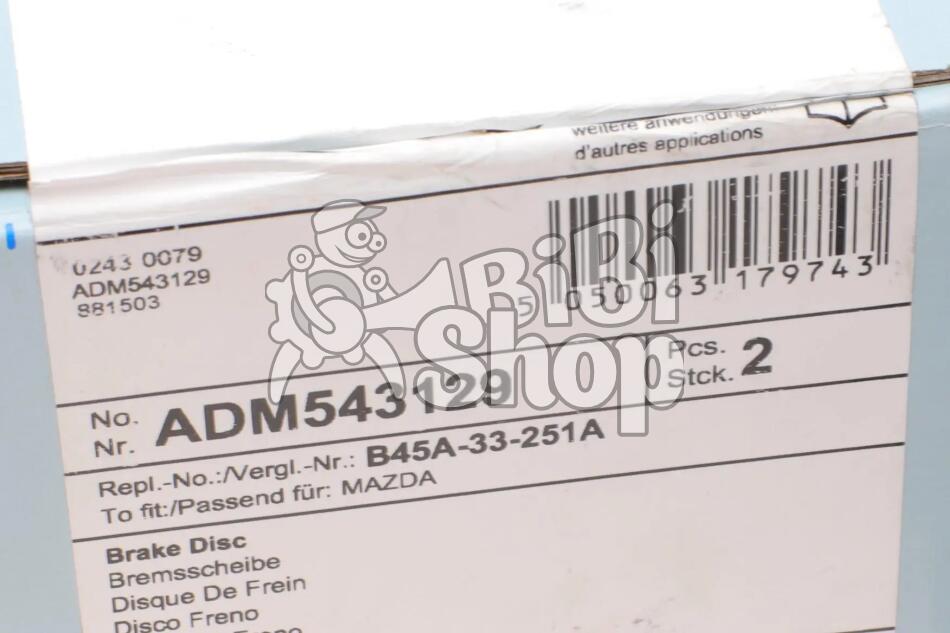 weitere anwendungen
d'autres applications
0243 0079
ADM543129
881503
5 050063 179743
BiBi
Shop
No.
Nr. ADM543129
Pcs.
Stck. 2
Repl.-No.:/Vergl.-Nr.: B45A-33-251A
To fit:/Passend für: MAZDA
Brake Disc
Bremsscheibe
Disque De Frein
Disco Freno
Freno